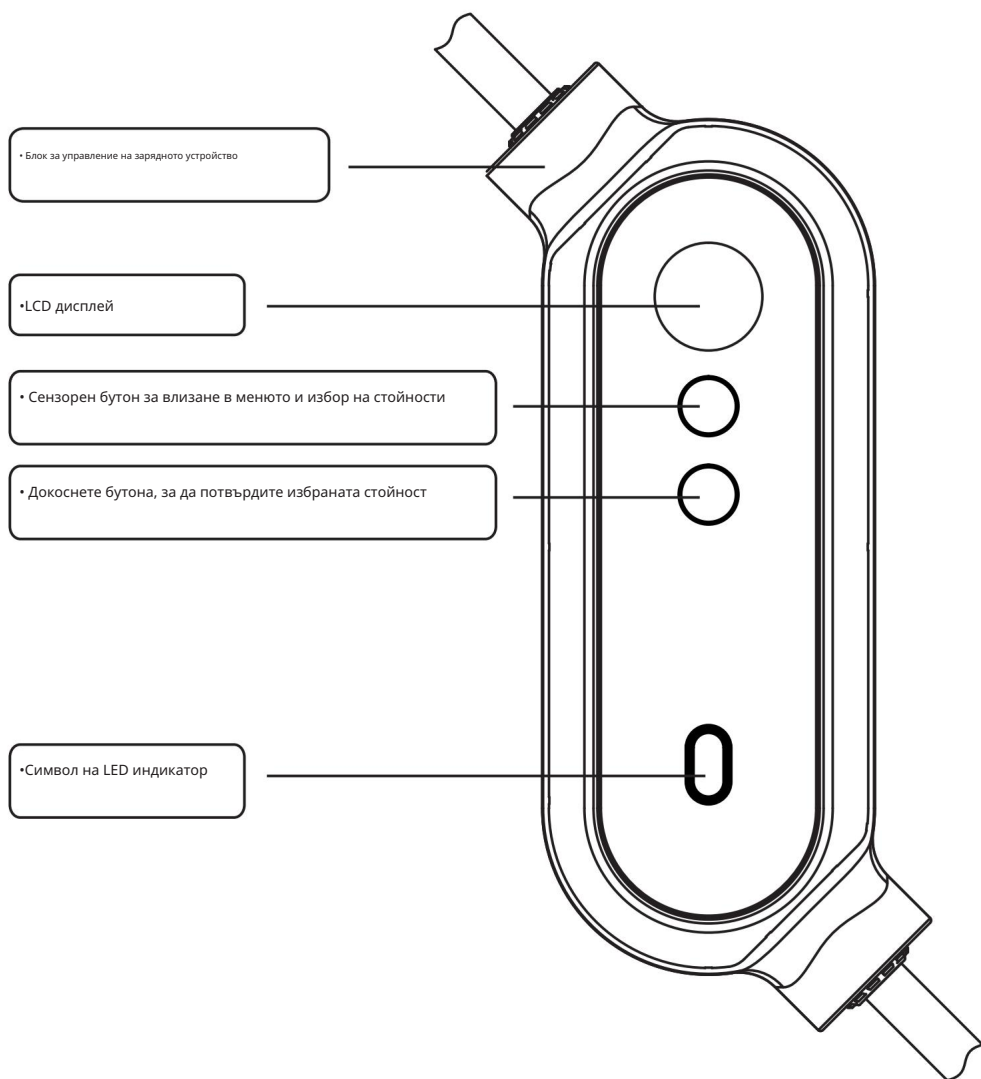 • Блок за управление на зарядното устройство
•LCD дисплей
• Сензорен бутон за влизане в менюто и избор на стойности
• Докоснете бутона, за да потвърдите избраната стойност
•Символ на LED индикатор